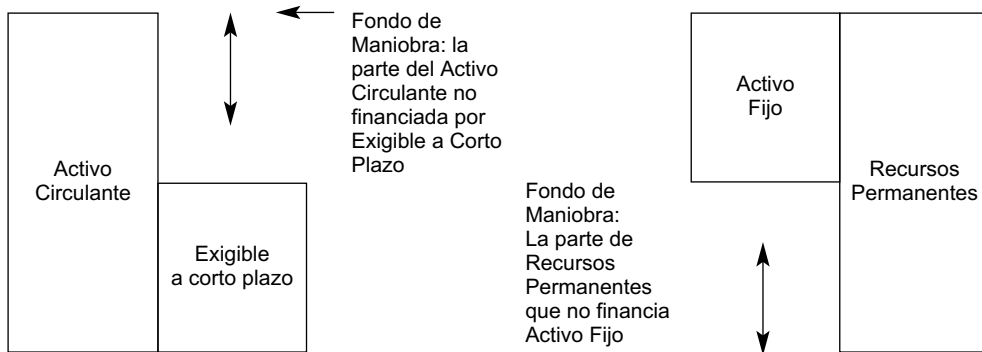 Fondo de
Maniobra: la
parte del Activo
Circulante no
financiada por
Exigible a Corto
Plazo
Activo
Circulante
Exigible
a corto plazo
Activo
Fijo
Recursos
Permanentes
Fondo de
Maniobra:
La parte de
Recursos
Permanentes
que no financia
Activo Fijo